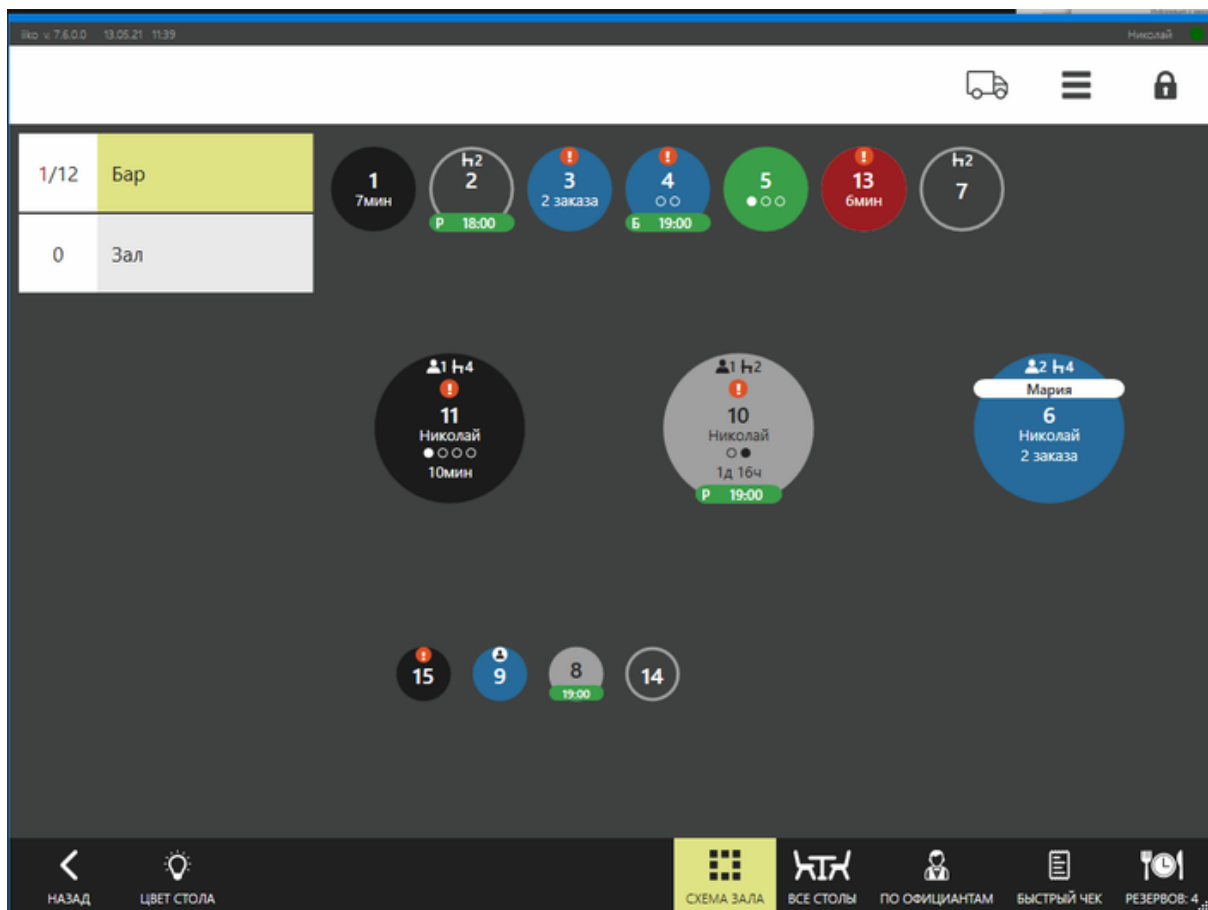 iiko v. 7.6.0.0 13.05.21 11:39 Николай
1/12 Бар
0 Зал
1
7мин
2
2
Р 18:00
3
2 заказа
4
Б 19:00
5
13
6мин
2
7
1 4
11
Николай
10мин
1 2
10
Николай
1д 16ч
Р 19:00
2 4
Мария
6
Николай
2 заказа
15
9
8
19:00
14
НАЗАД
ЦВЕТ СТОЛА
СХЕМА ЗАЛА
ВСЕ СТОЛЫ
ПО ОФИЦИАНТАМ
БЫСТРЫЙ ЧЕК
РЕЗЕРВОВ: 4